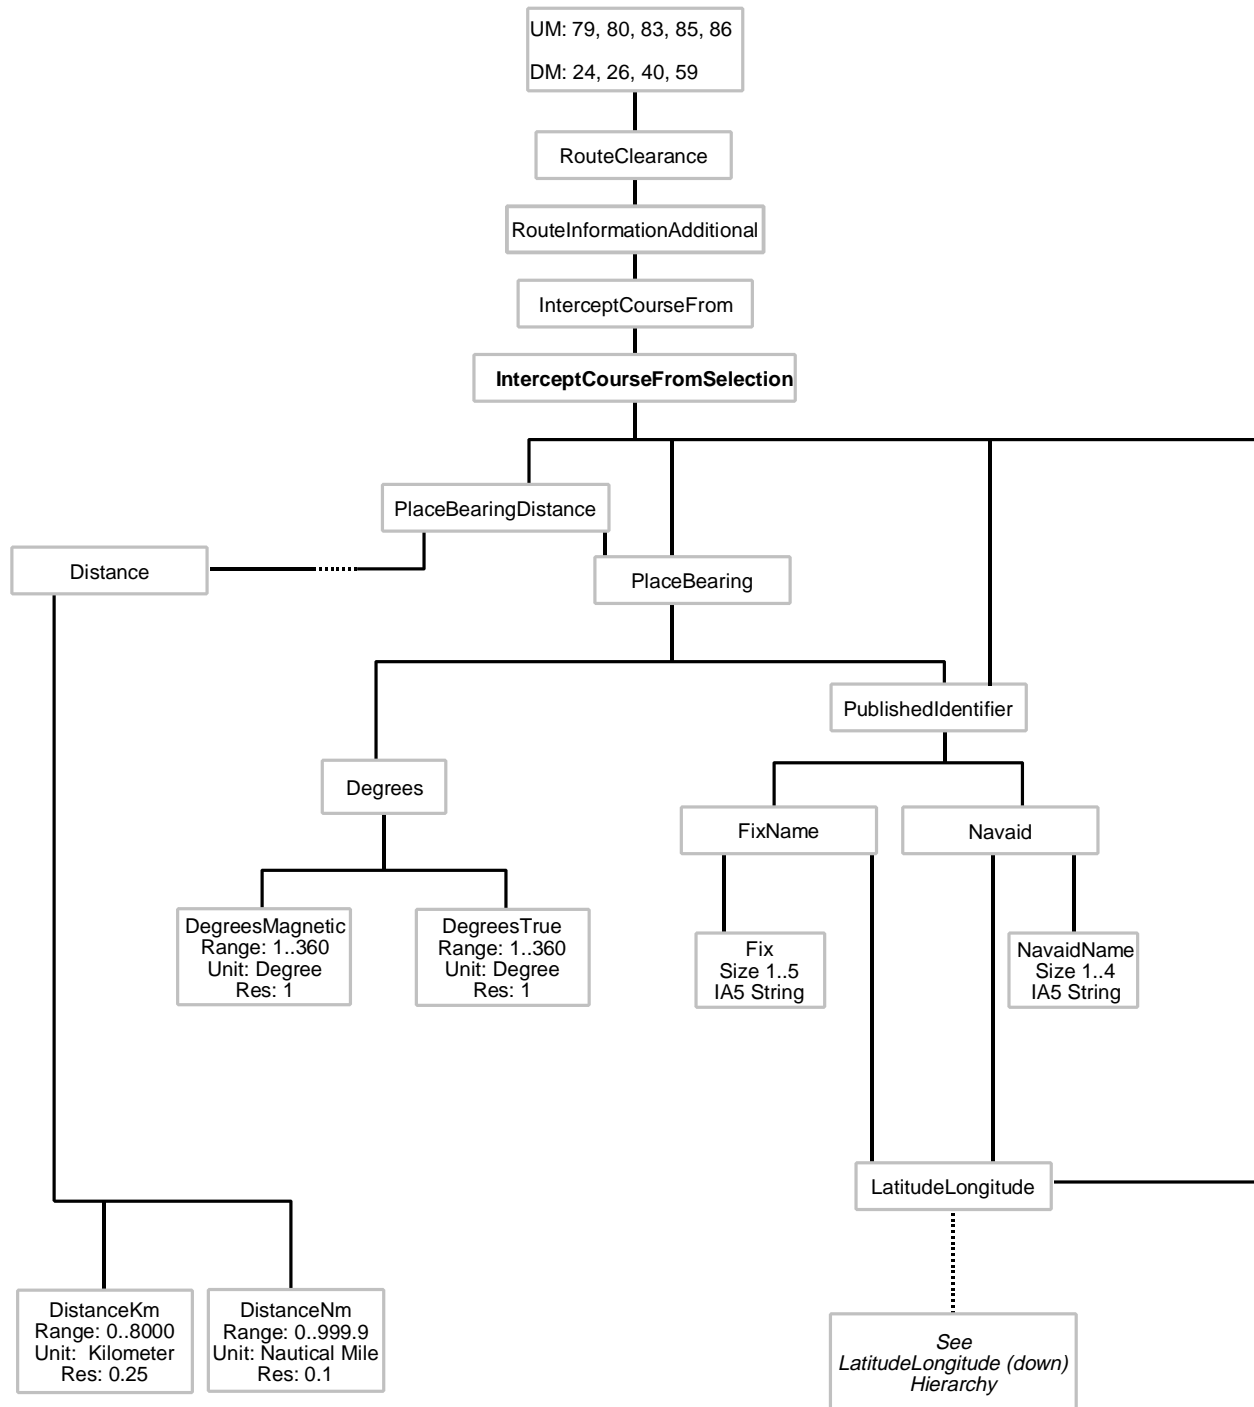 UM: 79, 80, 83, 85, 86
DM: 24, 26, 40, 59
RouteClearance
RouteInformationAdditional
InterceptCourseFrom
InterceptCourseFromSelection
PlaceBearingDistance
Distance
PlaceBearing
PublishedIdentifier
Degrees
FixName
Navaid
DegreesMagnetic
Range: 1..360
Unit: Degree
Res: 1
DegreesTrue
Range: 1..360
Unit: Degree
Res: 1
Fix
Size 1..5
IA5 String
NavaidName
Size 1..4
IA5 String
LatitudeLongitude
DistanceKm
Range: 0..8000
Unit:  Kilometer
Res: 0.25
DistanceNm
Range: 0..999.9
Unit: Nautical Mile
Res: 0.1
See
LatitudeLongitude (down)
Hierarchy